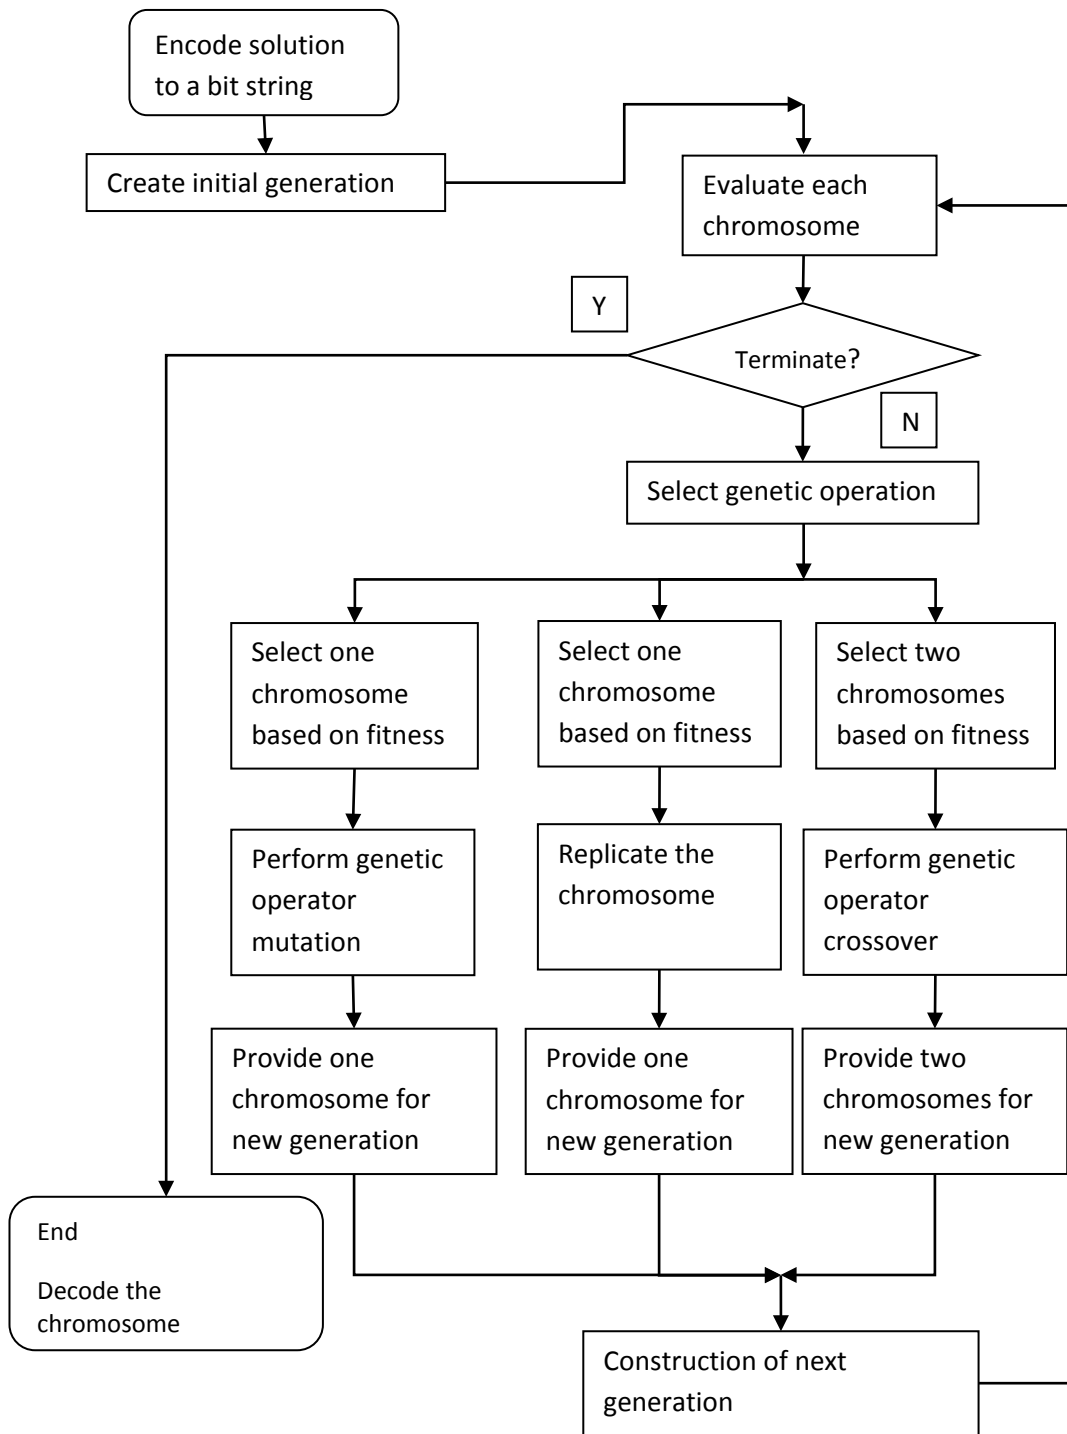 Encode solution
to a bit string
Create initial generation
Evaluate each
chromosome
Y
Terminate?
N
Select genetic operation
Select one
chromosome
based on fitness
Select one
chromosome
based on fitness
Select two
chromosomes
based on fitness
Perform genetic
operator
mutation
Replicate the
chromosome
Perform genetic
operator
crossover
Provide one
chromosome for
new generation
Provide one
chromosome for
new generation
Provide two
chromosomes for
new generation
End
Decode the
chromosome
Construction of next
generation